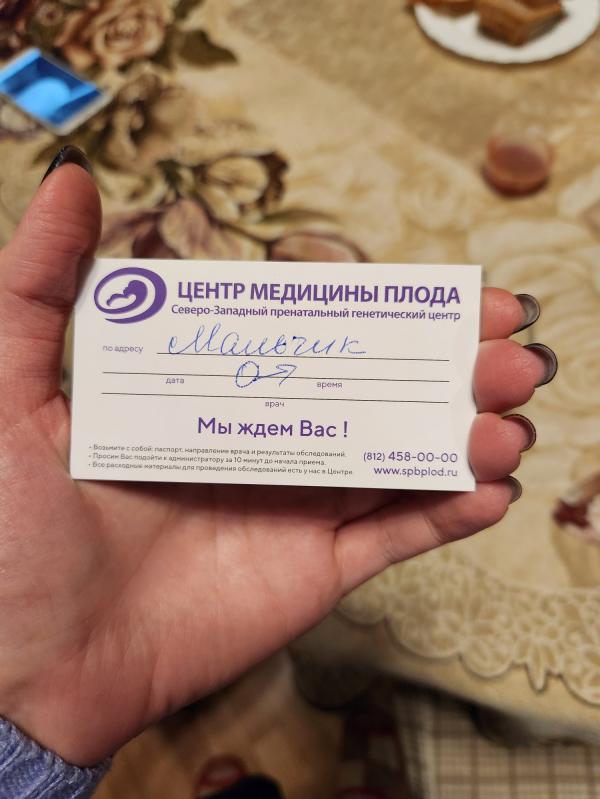 ЦЕНТР МЕДИЦИНЫ ПЛОДА
Северо-Западный пренатальный генетический центр
по адресу Мальчик
дата время
врач
Мы ждем Вас !
- Возьмите с собой: паспорт, направление врача и результаты обследований.
- Просим Вас подойти к администратору за 10 минут до начала приема.
- Все расходные материалы для проведения обследований есть у нас в Центре.
(812) 458-00-00
www.spbplod.ru